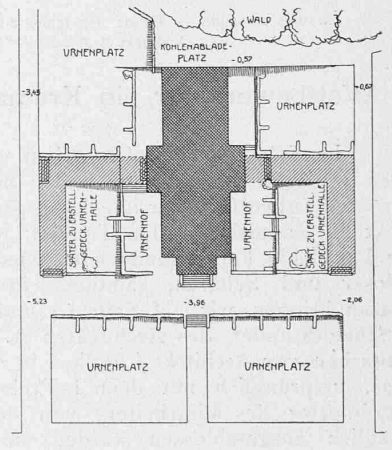 WALD
URNENPLATZ
KOHLENABLADE-
PLATZ
-0,57
-3,45
-0,67
URNENPLATZ
SPÄTER ZU ERSTELL.
GEDECK. URNEN-
HALLE
URNENHOF
URNENHOF
SPÄT. ZU ERSTELL.
GEDECK. URNENHALLE
-5,23
-3,96
-2,06
URNENPLATZ
URNENPLATZ